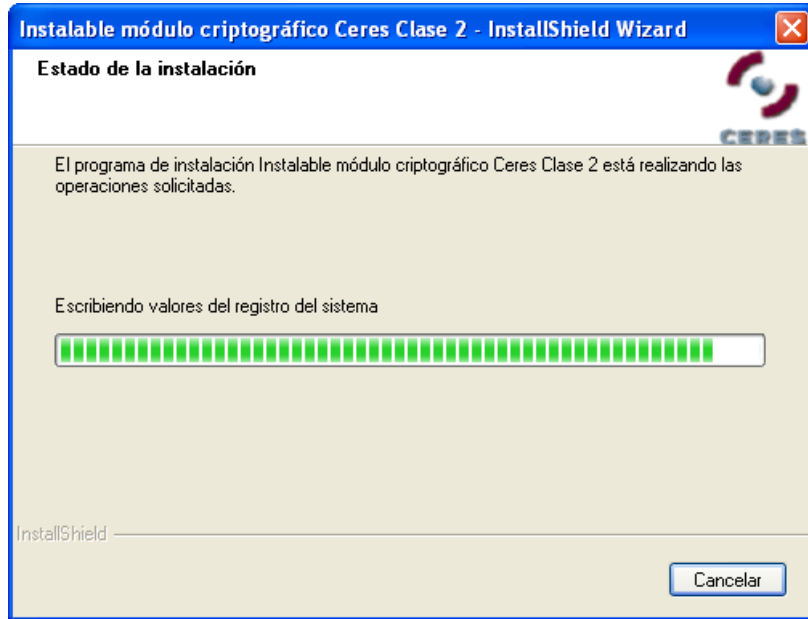 Instalable módulo criptográfico Ceres Clase 2 - InstallShield Wizard
Estado de la instalación
CERES
El programa de instalación Instalable módulo criptográfico Ceres Clase 2 está realizando las
operaciones solicitadas.
Escribiendo valores del registro del sistema
InstallShield
Cancelar